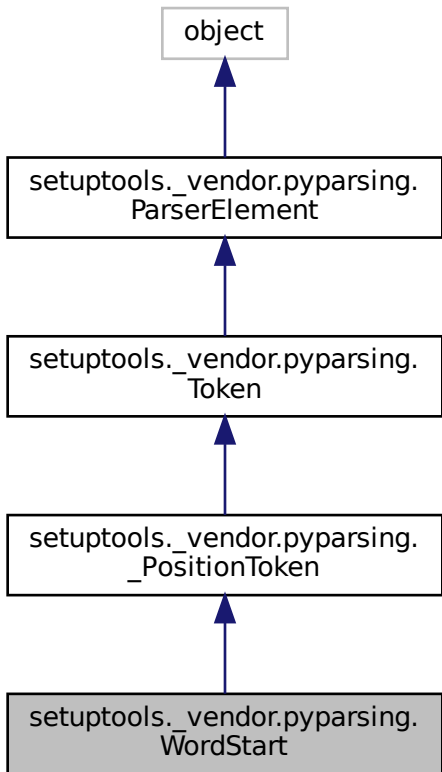 object
setuptools._vendor.pyparsing.
ParserElement
setuptools._vendor.pyparsing.
Token
setuptools._vendor.pyparsing.
_PositionToken
setuptools._vendor.pyparsing.
WordStart